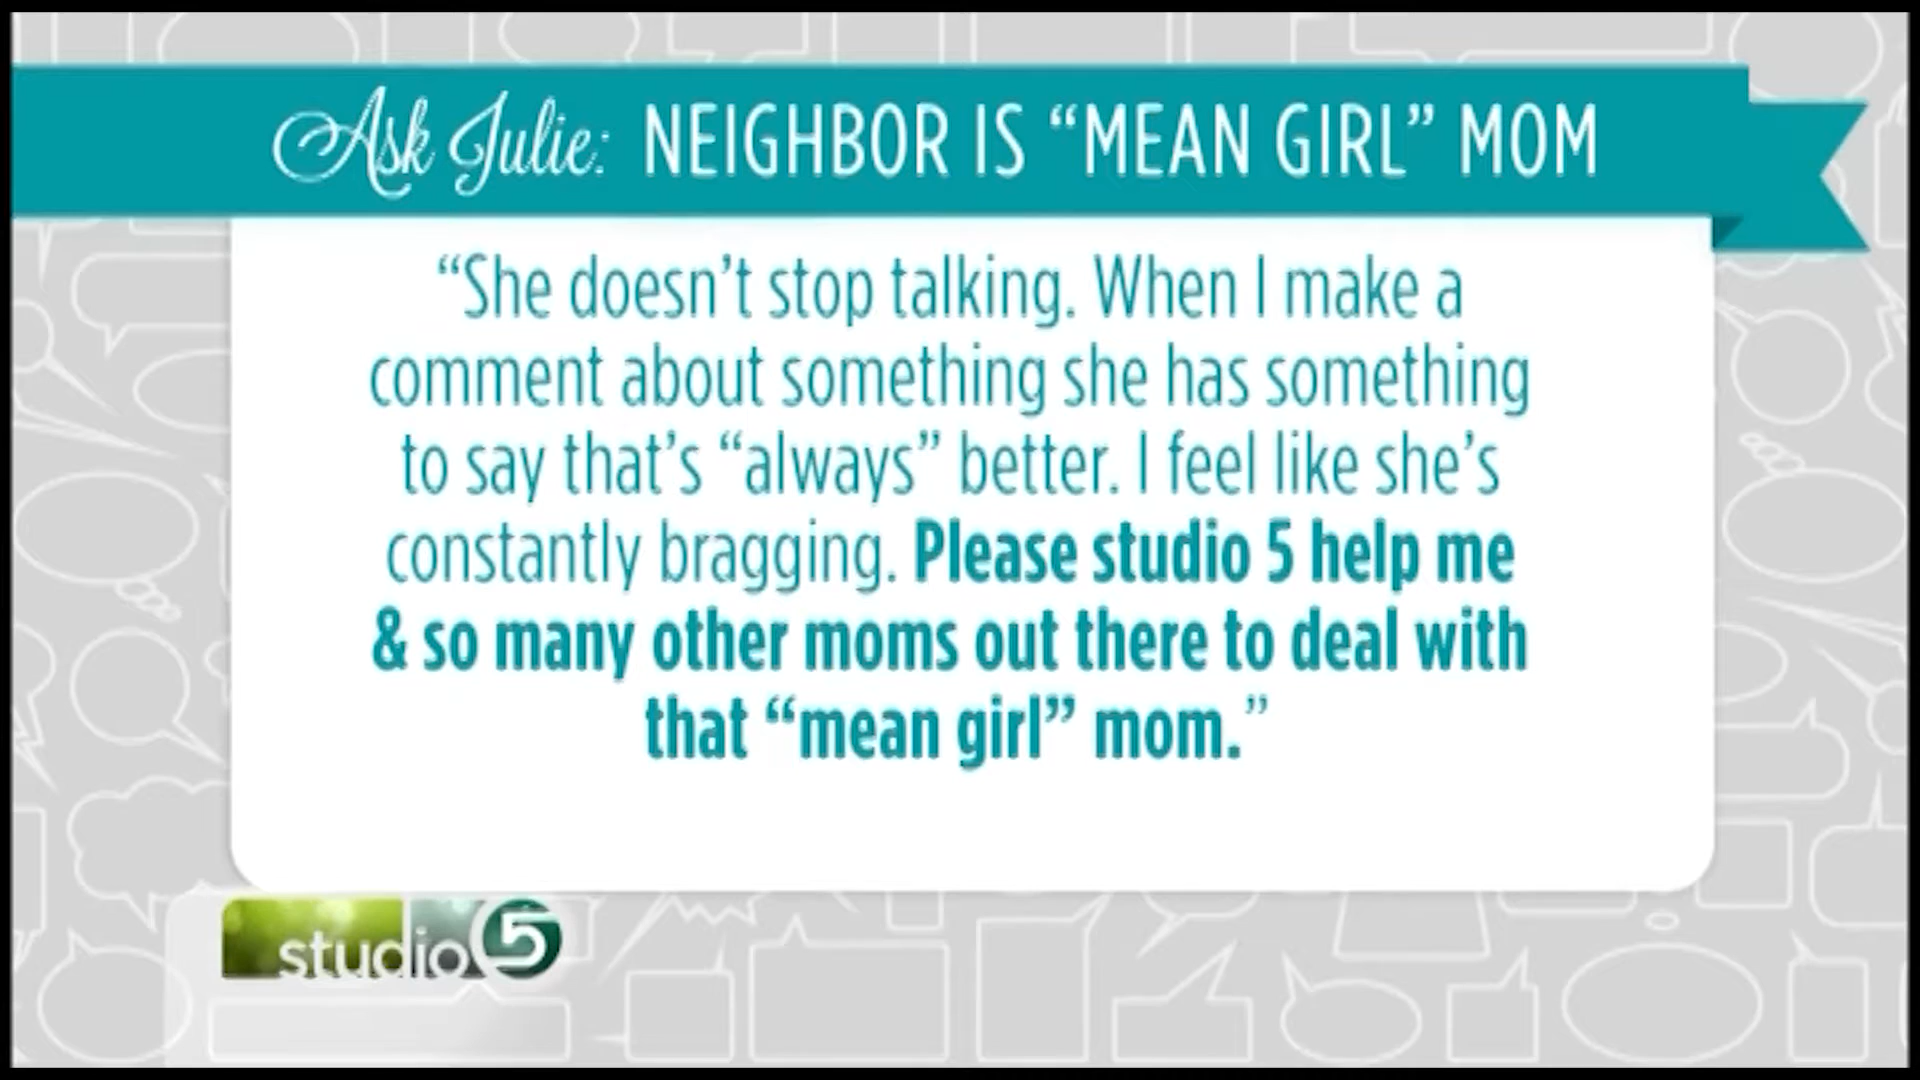 Ask Julie: NEIGHBOR IS “MEAN GIRL” MOM
“She doesn’t stop talking. When I make a
comment about something she has something
to say that’s “always” better. I feel like she’s
constantly bragging. Please studio 5 help me
& so many other moms out there to deal with
that “mean girl” mom.”
studio 5